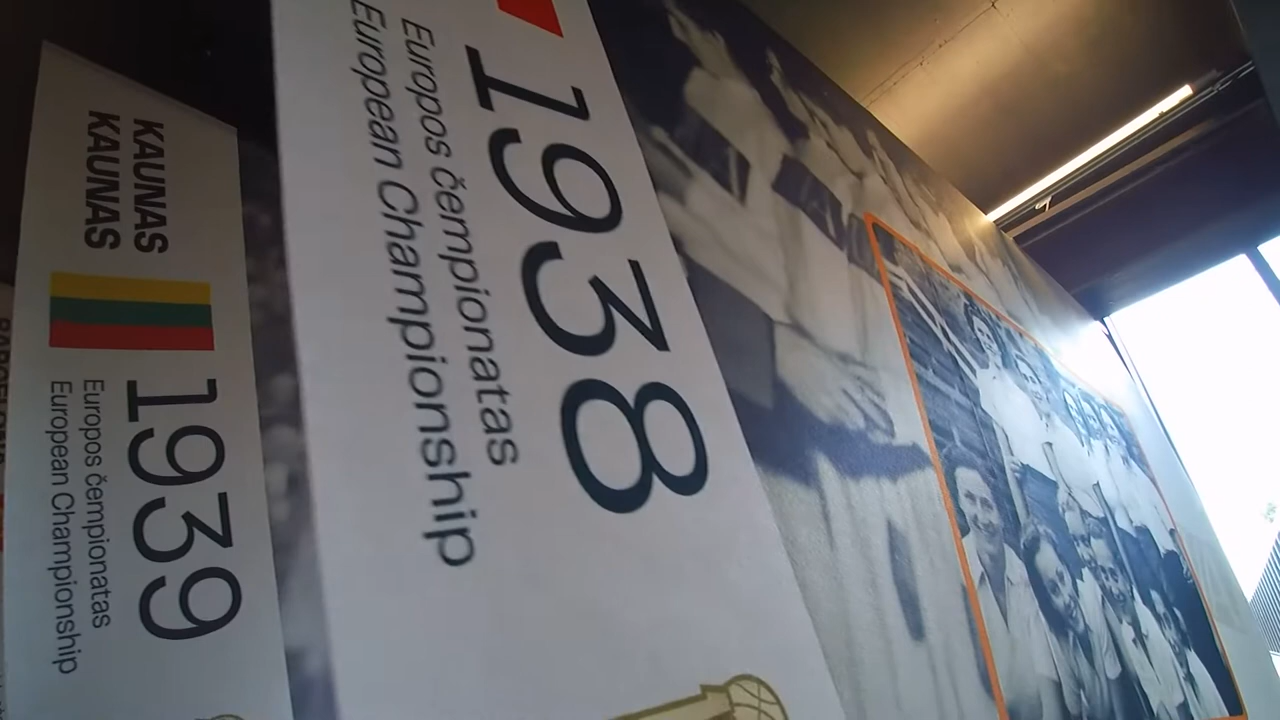 KAUNAS
KAUNAS
1939
Europos čempionatas
European Championship
1938
Europos čempionatas
European Championship